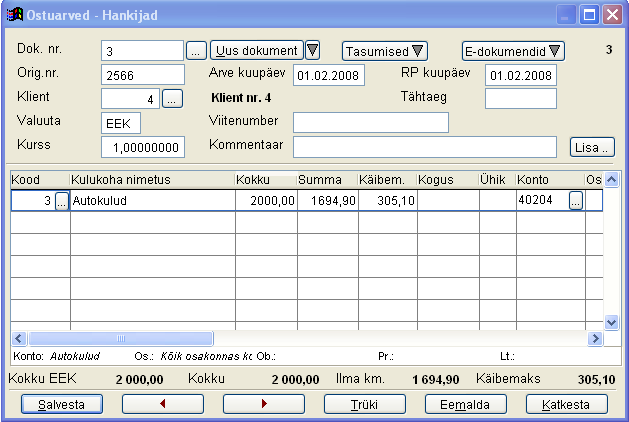 Ostuarved - Hankijad
Dok. nr. 3 ... Uus dokument Tasumised E-dokumendid 3
Orig.nr. 2566 Arve kuupäev 01.02.2008 RP kuupäev 01.02.2008
Klient 4 ... Klient nr. 4 Tähtaeg
Valuuta EEK Viitenumber
Kurss 1,00000000 Kommentaar Lisa ..
Kood Kulukoha nimetus Kokku Summa Käibem. Kogus Ühik Konto Os
3 ... Autokulud 2000,00 1694,90 305,10 40204 ...
Konto: Autokulud Os.: Kõik osakonnas kc Ob.: Pr.: Lt.:
Kokku EEK 2 000,00 Kokku 2 000,00 Ilma km. 1 694,90 Käibemaks 305,10
Salvesta Trüki Eemalda Katkesta